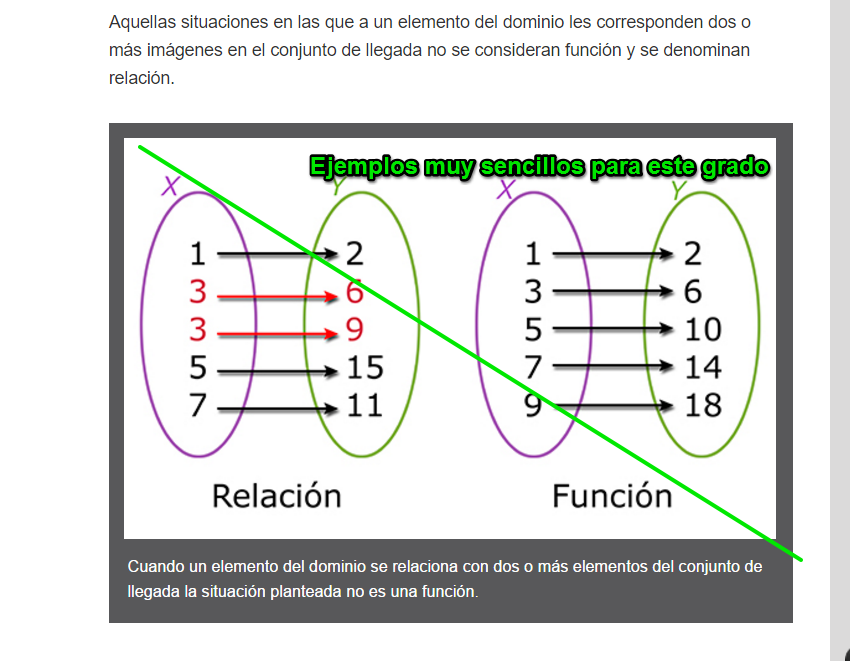 Aquellas situaciones en las que a un elemento del dominio les corresponden dos o
más imágenes en el conjunto de llegada no se consideran función y se denominan
relación.
Ejemplos muy sencillos para este grado
X Y X Y
1 2 1 2
3 6 3 6
3 9 5 10
5 15 7 14
7 11 9 18
Relación Función
Cuando un elemento del dominio se relaciona con dos o más elementos del conjunto de
llegada la situación planteada no es una función.